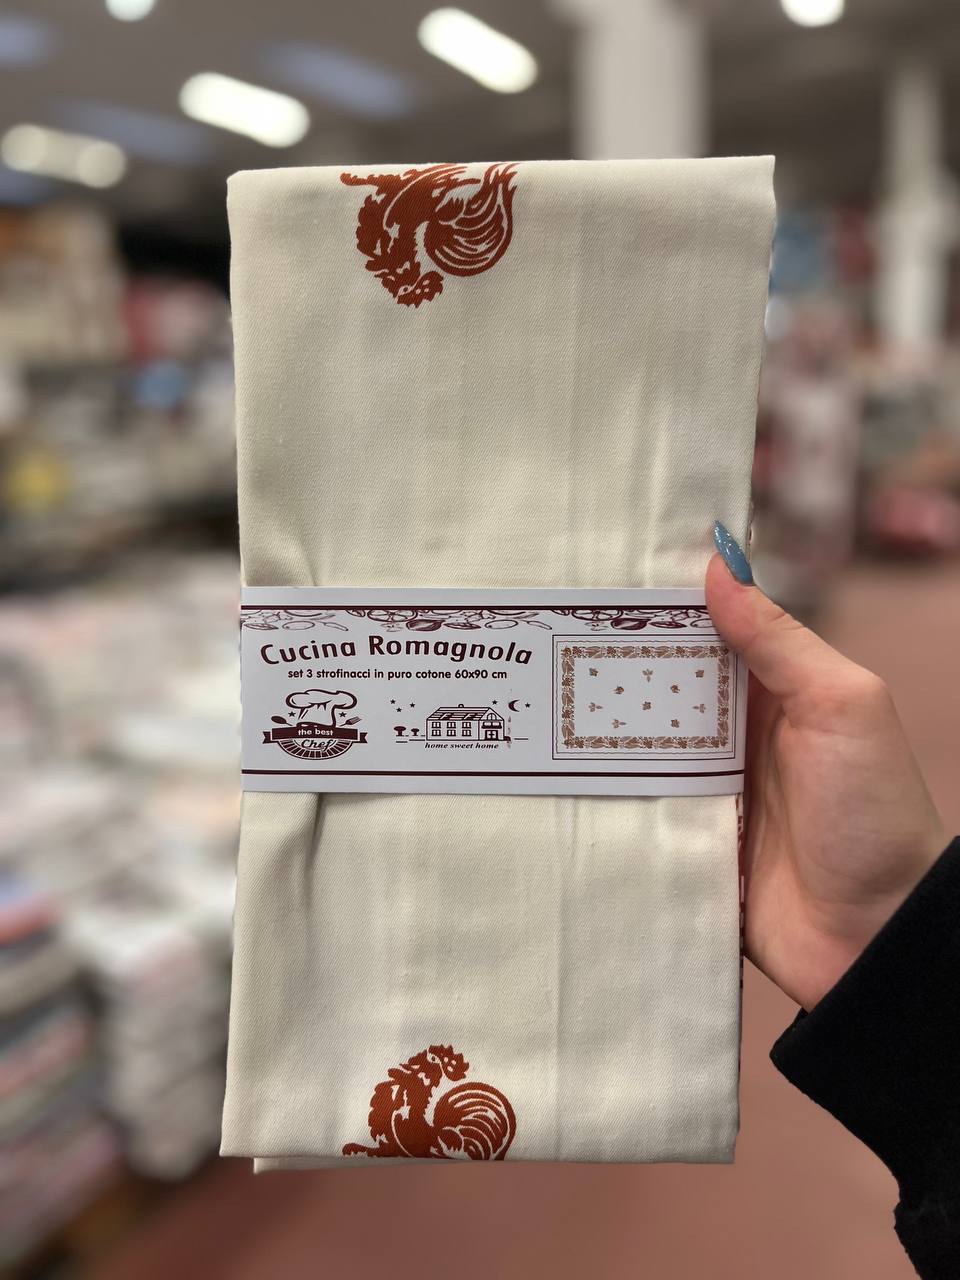 Cucina Romagnola
set 3 strofinacci in puro cotone 60x90 cm
the best
Chef
home sweet home